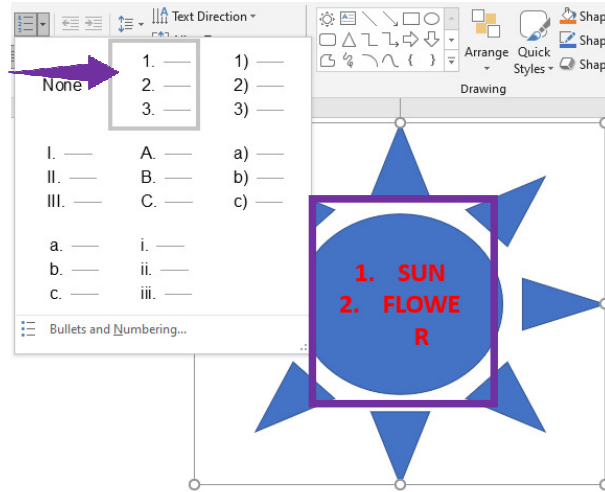 Text Direction
Shap
Shap
Shap
Arrange
Quick
Styles
Drawing
None
1.
2.
3.
1)
2)
3)
I.
II.
III.
A.
B.
C.
a)
b)
c)
a.
b.
c.
i.
ii.
iii.
Bullets and Numbering...
1. SUN
2. FLOWE
R